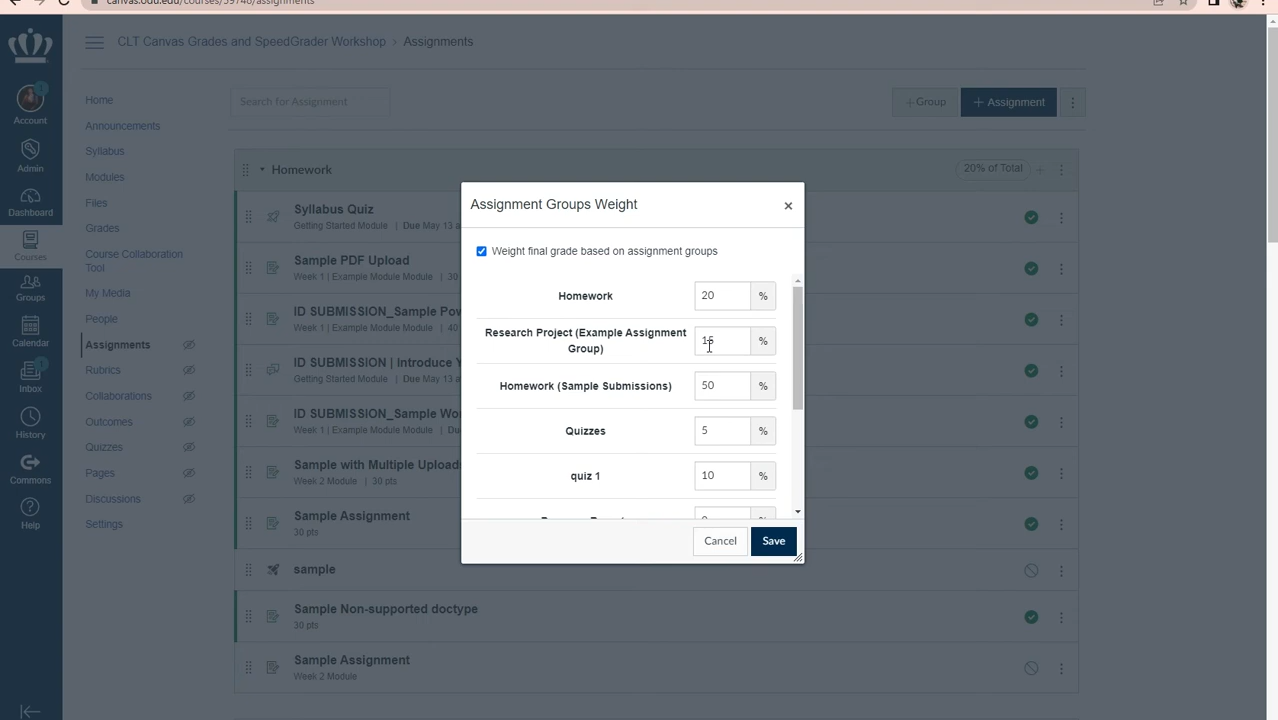 canvas.odu.edu/courses/59746/assignments
CLT Canvas Grades and SpeedGrader Workshop > Assignments
Account
Admin
Dashboard
Courses
Groups
Calendar
1
Inbox
History
Commons
Help
Home
Announcements
Syllabus
Modules
Files
Grades
Course Collaboration
Tool
My Media
People
Assignments
Rubrics
Collaborations
Outcomes
Quizzes
Pages
Discussions
Settings
Search for Assignment
+ Group
+ Assignment
Homework
20% of Total +
Syllabus Quiz
Getting Started Module | Due May 13 a
Sample PDF Upload
Week 1 | Example Module Module | 30
ID SUBMISSION_Sample Pow
Week 1 | Example Module Module | 40
ID SUBMISSION | Introduce Y
Getting Started Module | Due May 13
ID SUBMISSION_Sample Wo
Week 1 | Example Module Module | Du
Sample with Multiple Upload
Week 2 Module | 30 pts
Sample Assignment
30 pts
sample
Sample Non-supported doctype
30 pts
Sample Assignment
Week 2 Module
Assignment Groups Weight
×
Weight final grade based on assignment groups
Homework 20 %
Research Project (Example Assignment
Group) 15 %
Homework (Sample Submissions) 50 %
Quizzes 5 %
quiz 1 10 %
Cancel
Save